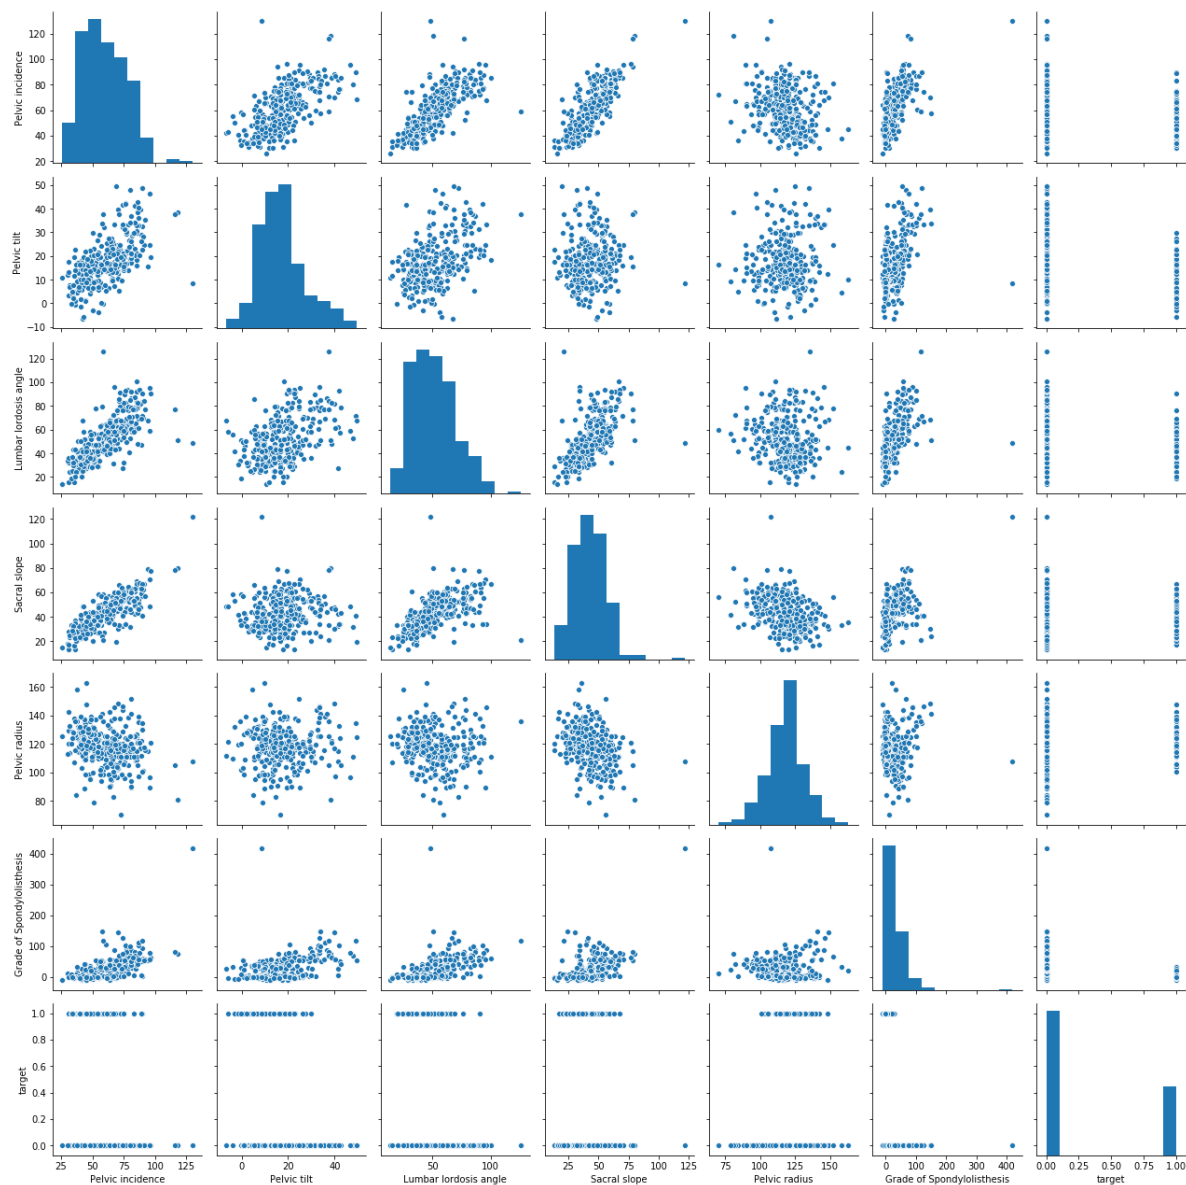 120
100
80
60
40
20
Pelvic incidence
50
40
30
20
10
0
−10
Pelvic tilt
120
100
80
60
40
20
Lumbar lordosis angle
120
100
80
60
40
20
Sacral slope
160
140
120
100
80
Pelvic radius
400
300
200
100
0
Grade of Spondylolisthesis
1.0
0.8
0.6
0.4
0.2
0.0
target
25 50 75 100 125
Pelvic incidence
0 20 40
Pelvic tilt
50 100
Lumbar lordosis angle
25 50 75 100 125
Sacral slope
75 100 125 150
Pelvic radius
0 100 200 300 400
Grade of Spondylolisthesis
0.00 0.25 0.50 0.75 1.00
target